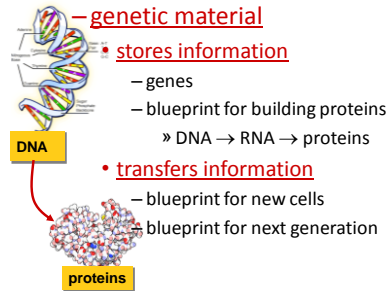 – genetic material
• stores information
– genes
– blueprint for building proteins
» DNA → RNA → proteins
DNA
• transfers information
– blueprint for new cells
– blueprint for next generation
proteins